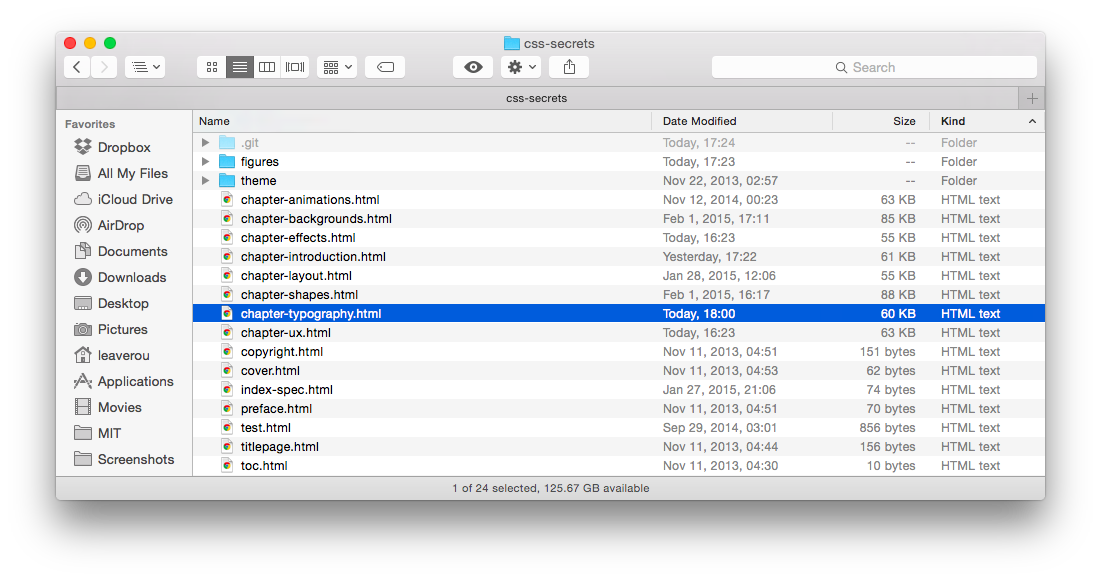 css-secrets
Search
css-secrets
Favorites
Dropbox
All My Files
iCloud Drive
AirDrop
Documents
Downloads
Desktop
Pictures
leaverou
Applications
Movies
MIT
Screenshots
Name Date Modified Size Kind
.git Today, 17:24 -- Folder
figures Today, 17:23 -- Folder
theme Nov 22, 2013, 02:57 -- Folder
chapter-animations.html Nov 12, 2014, 00:23 63 KB HTML text
chapter-backgrounds.html Feb 1, 2015, 17:11 85 KB HTML text
chapter-effects.html Today, 16:23 55 KB HTML text
chapter-introduction.html Yesterday, 17:22 61 KB HTML text
chapter-layout.html Jan 28, 2015, 12:06 55 KB HTML text
chapter-shapes.html Feb 1, 2015, 16:17 88 KB HTML text
chapter-typography.html Today, 18:00 60 KB HTML text
chapter-ux.html Today, 16:23 63 KB HTML text
copyright.html Nov 11, 2013, 04:51 151 bytes HTML text
cover.html Nov 11, 2013, 04:53 62 bytes HTML text
index-spec.html Jan 27, 2015, 21:06 74 bytes HTML text
preface.html Nov 11, 2013, 04:51 70 bytes HTML text
test.html Sep 29, 2014, 03:01 856 bytes HTML text
titlepage.html Nov 11, 2013, 04:44 156 bytes HTML text
toc.html Nov 11, 2013, 04:30 10 bytes HTML text
1 of 24 selected, 125.67 GB available